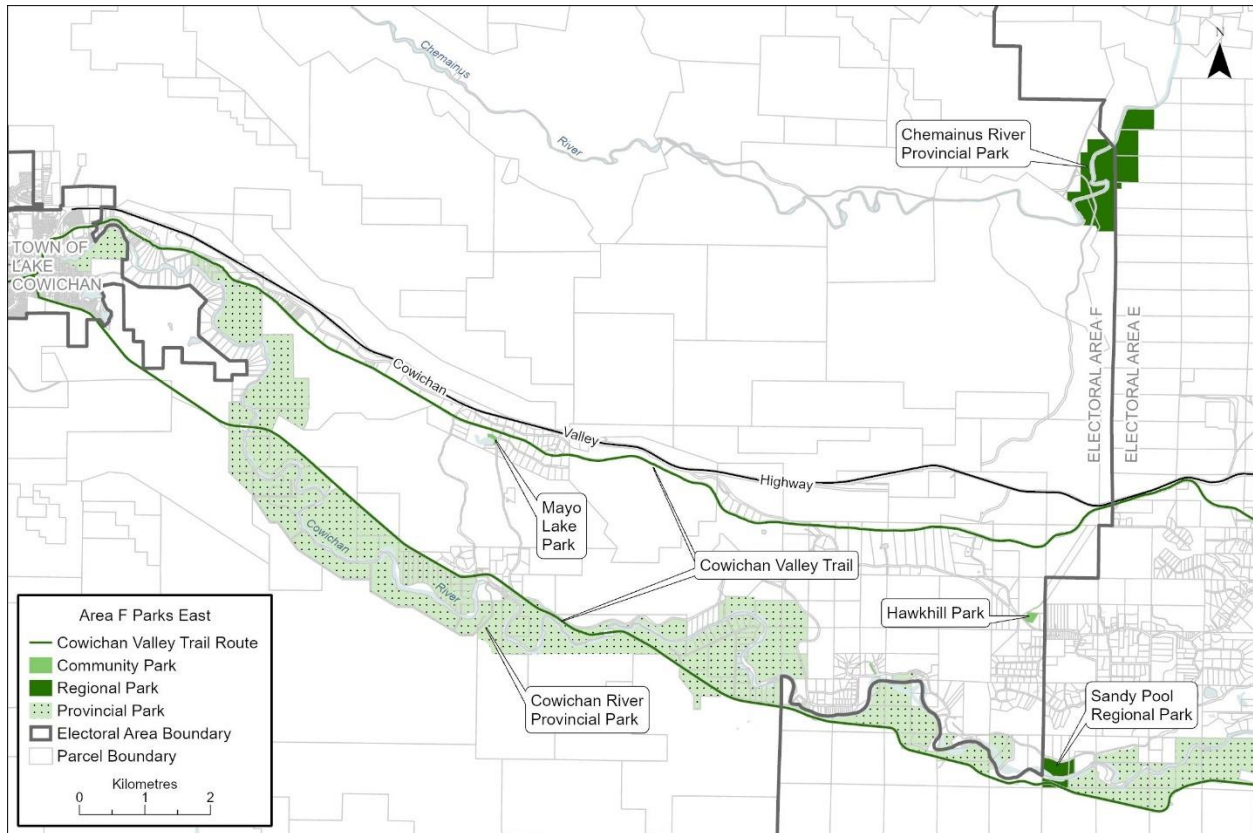 N
Chemainus
River
Chemainus River
Provincial Park
TOWN OF
LAKE
COWICHAN
Cowichan
Valley
Highway
ELECTORAL AREA F
ELECTORAL AREA E
Mayo
Lake
Park
Cowichan
River
Cowichan Valley Trail
Hawkhill Park
Cowichan River
Provincial Park
Sandy Pool
Regional Park
Area F Parks East
Cowichan Valley Trail Route
Community Park
Regional Park
Provincial Park
Electoral Area Boundary
Parcel Boundary
Kilometres
0 1 2